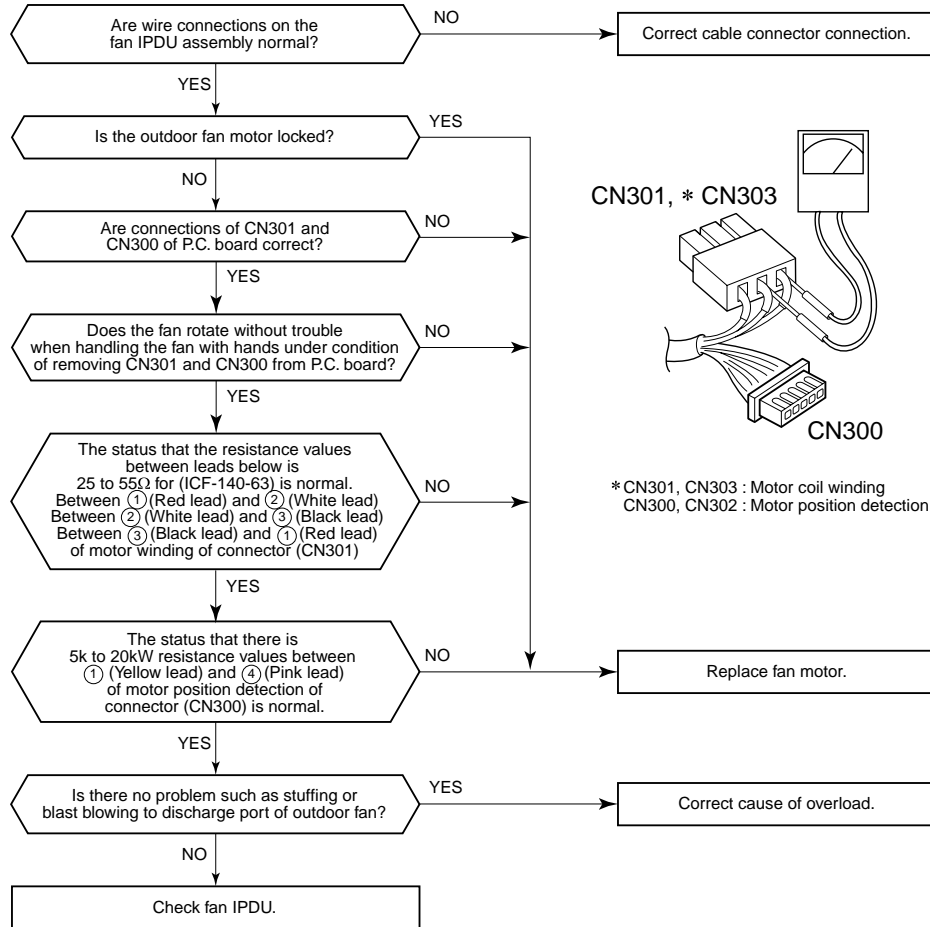 Are wire connections on the
fan IPDU assembly normal?
NO
Correct cable connector connection.
YES
Is the outdoor fan motor locked?
YES
NO
Are connections of CN301 and
CN300 of P.C. board correct?
NO
YES
Does the fan rotate without trouble
when handling the fan with hands under condition
of removing CN301 and CN300 from P.C. board?
NO
YES
The status that the resistance values
between leads below is
25 to 55Ω for (ICF-140-63) is normal.
Between ① (Red lead) and ② (White lead)
Between ② (White lead) and ③ (Black lead)
Between ③ (Black lead) and ① (Red lead)
of motor winding of connector (CN301)
NO
YES
The status that there is
5k to 20kW resistance values between
① (Yellow lead) and ④ (Pink lead)
of motor position detection of
connector (CN300) is normal.
NO
Replace fan motor.
YES
Is there no problem such as stuffing or
blast blowing to discharge port of outdoor fan?
YES
Correct cause of overload.
NO
Check fan IPDU.
CN301, * CN303
CN300
* CN301, CN303 : Motor coil winding
CN300, CN302 : Motor position detection